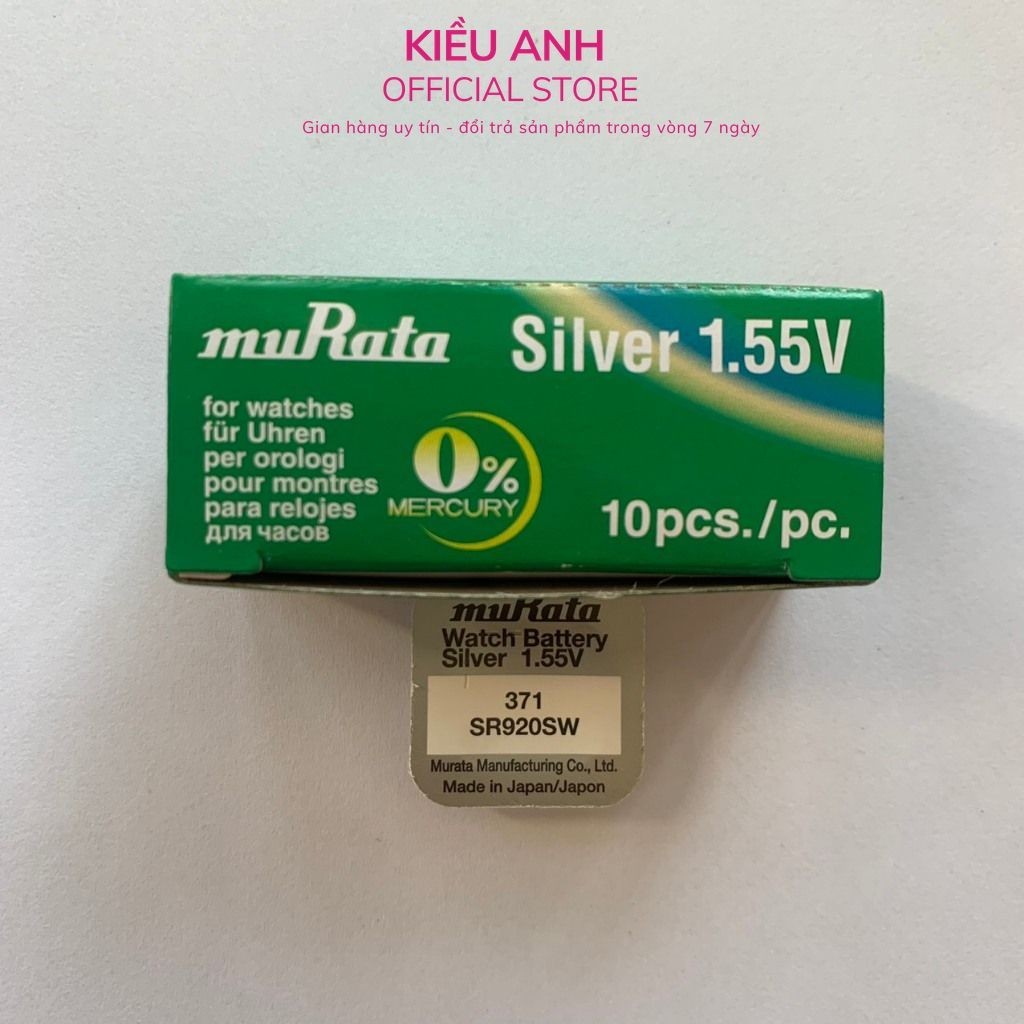 KIỀU ANH
OFFICIAL STORE
Gian hàng uy tín - đổi trả sản phẩm trong vòng 7 ngày
muRata
Silver 1.55V
for watches
für Uhren
per orologi
pour montres
para relojes
для часов
0%
MERCURY
10pcs./pc.
muRata
Watch Battery
Silver 1.55V
371
SR920SW
Murata Manufacturing Co., Ltd.
Made in Japan/Japon